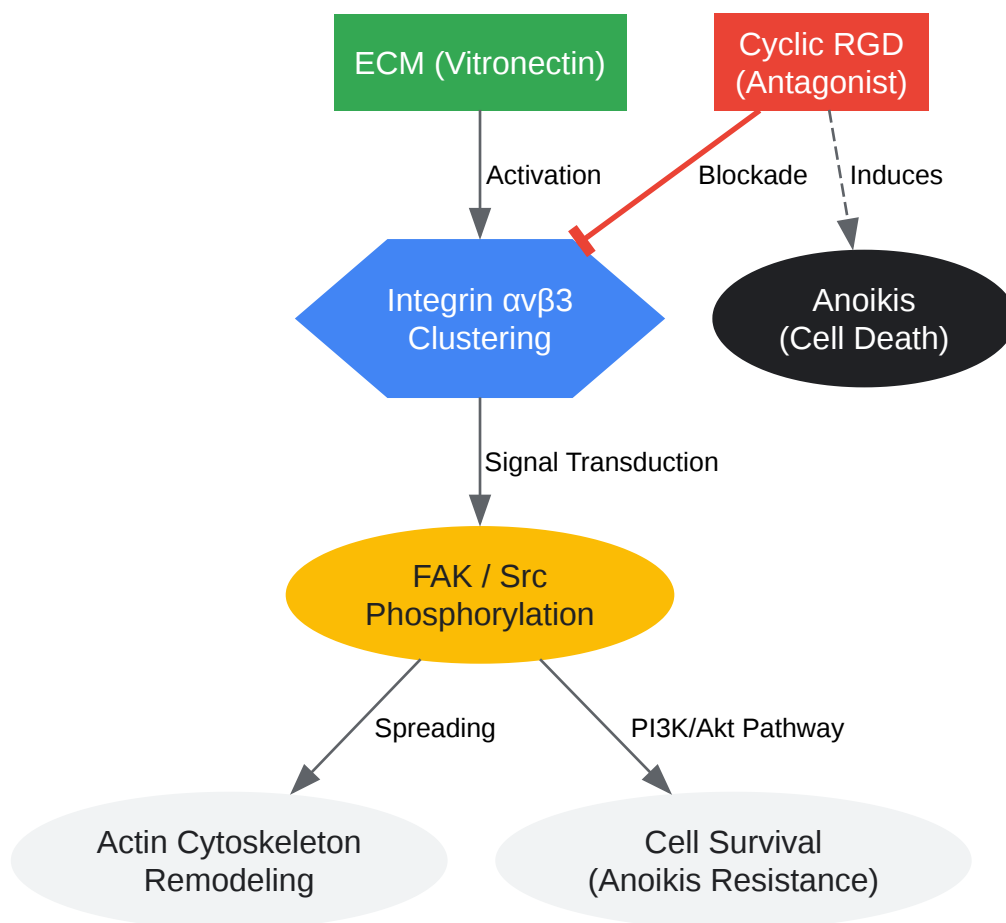 ECM (Vitronectin)
Cyclic RGD
(Antagonist)
Activation
Blockade
Induces
Integrin αvβ3
Clustering
Anoikis
(Cell Death)
Signal Transduction
FAK / Src
Phosphorylation
Spreading
PI3K/Akt Pathway
Actin Cytoskeleton
Remodeling
Cell Survival
(Anoikis Resistance)